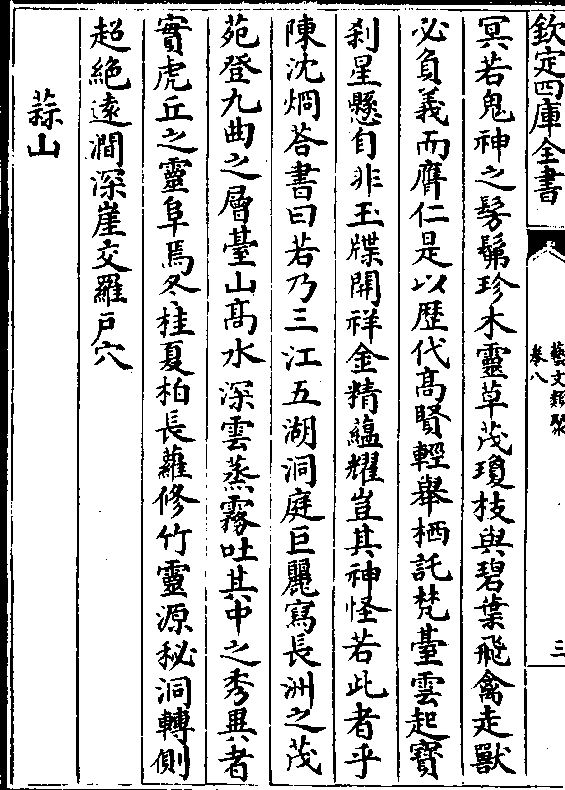 欽定四庫全書
藝文類聚
卷八
三
冥若鬼神之髣髴珍木靈草茂瓊枝與碧葉飛禽走獸
必負義而膺仁是以歴代髙賢輕舉栖託梵臺雲起寳
刹星懸自非玉牒開祥金精藴耀豈其神怪若此者乎
陳沈炯荅書曰若乃三江五湖洞庭巨麗寫長洲之茂
苑登九曲之層臺山髙水深雲蒸霧吐其中之秀異者
實虎丘之靈阜焉冬桂夏柏長蘿修竹靈源秘洞轉側
超絶遠澗深崖交羅戸穴
蒜山